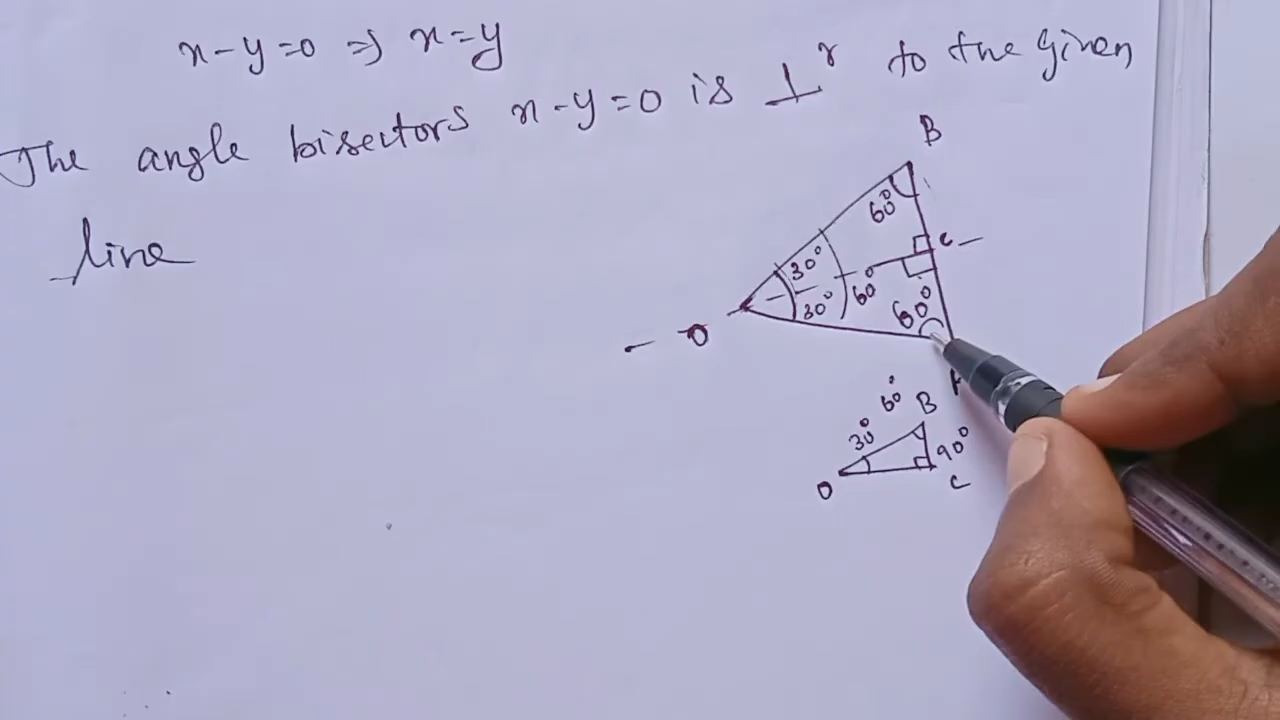 x-y=0 => x=y
The angle bisectors x-y=0 is ⊥r to the given
line
B
60°
C
30°
30°
60°
60°
O
60°
B
30°
90°
O
C